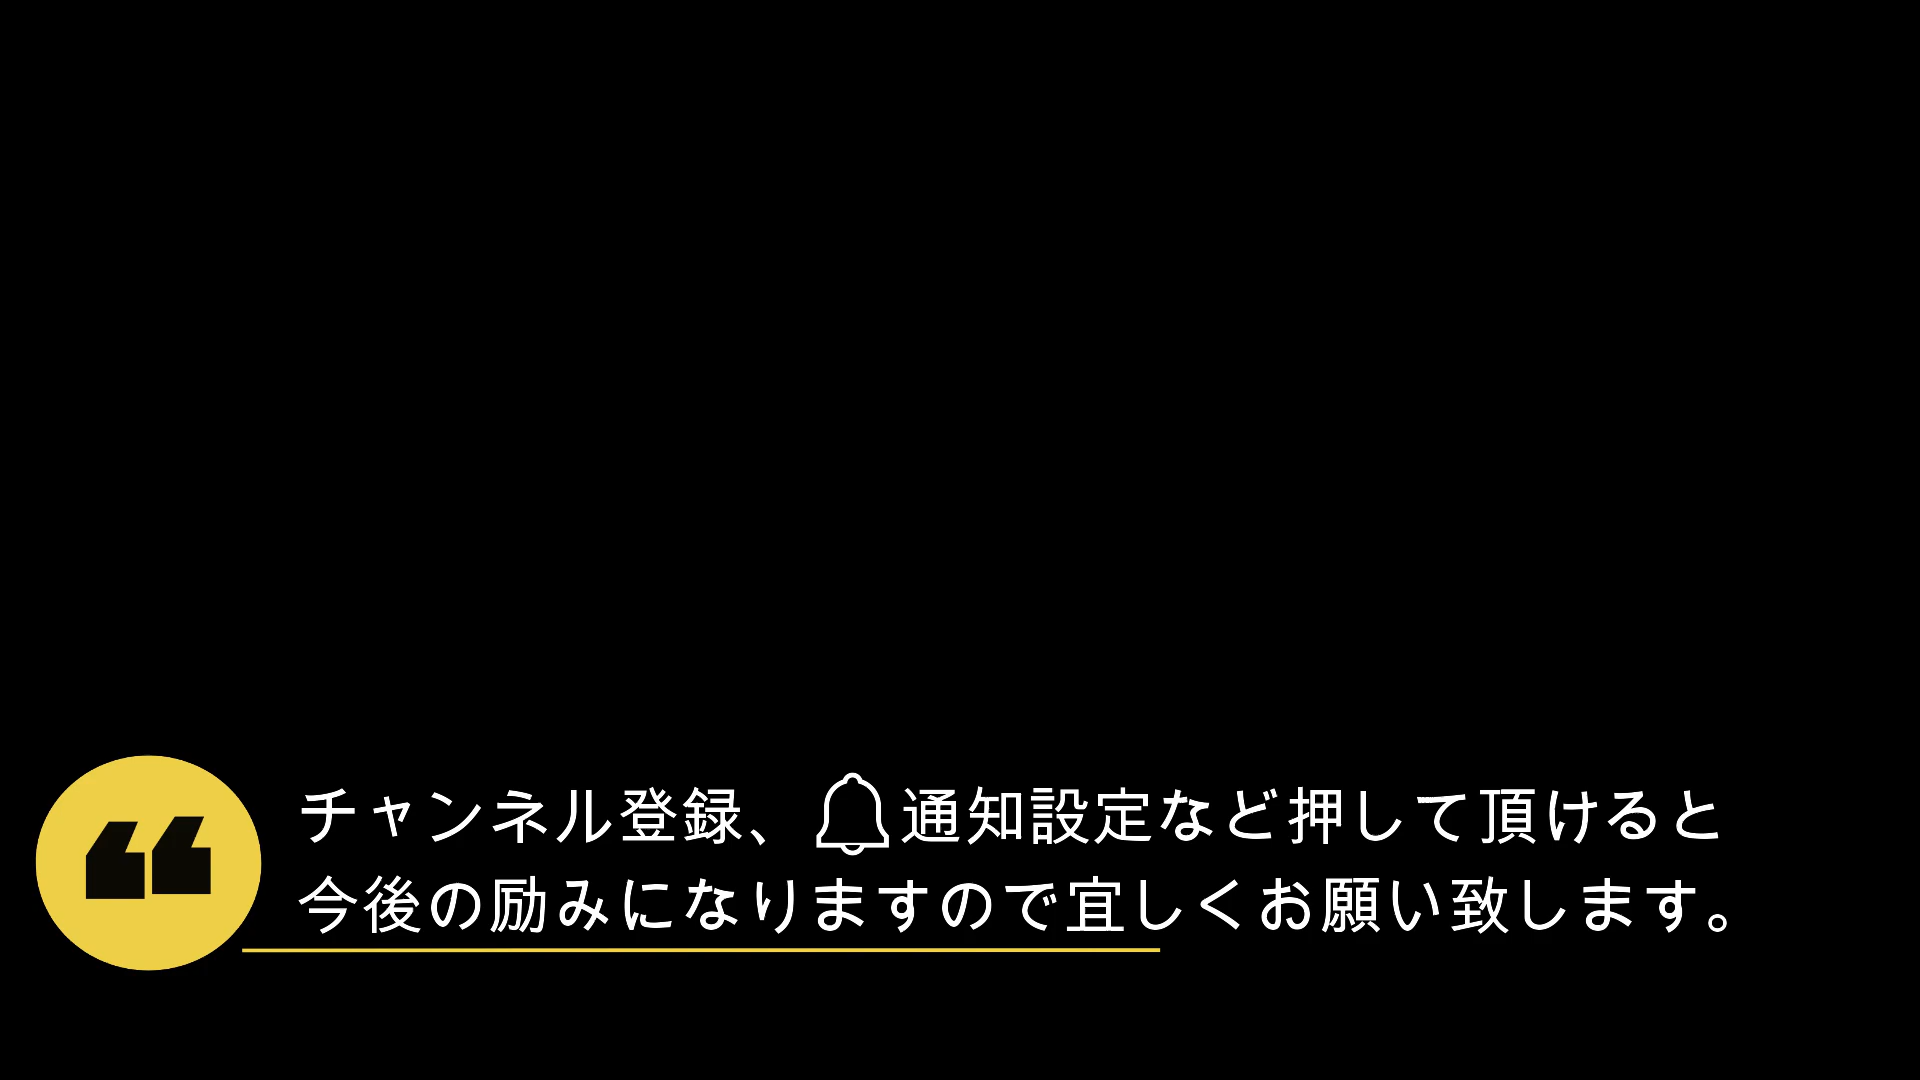 チャンネル登録、🔔通知設定など押して頂けると
今後の励みになりますので宜しくお願い致します。